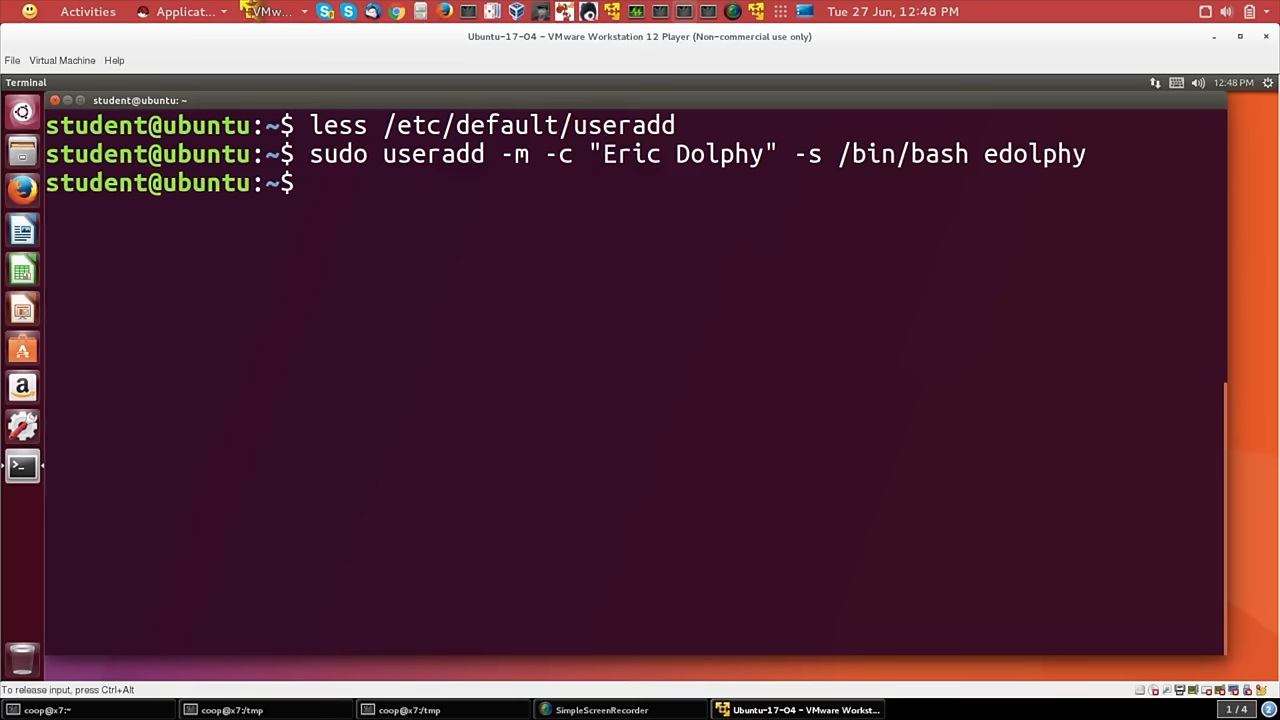 Activities Applicat... VMw... Tue 27 Jun, 12:48 PM
Ubuntu-17-04 - VMware Workstation 12 Player (Non-commercial use only)
File Virtual Machine Help
Terminal 12:48 PM
student@ubuntu: ~
student@ubuntu:~$ less /etc/default/useradd
student@ubuntu:~$ sudo useradd -m -c "Eric Dolphy" -s /bin/bash edolphy
student@ubuntu:~$
To release input, press Ctrl+Alt
coop@x7:~ coop@x7:/tmp coop@x7:/tmp SimpleScreenRecorder Ubuntu-17-04 - VMware Workst... 1 / 4 2